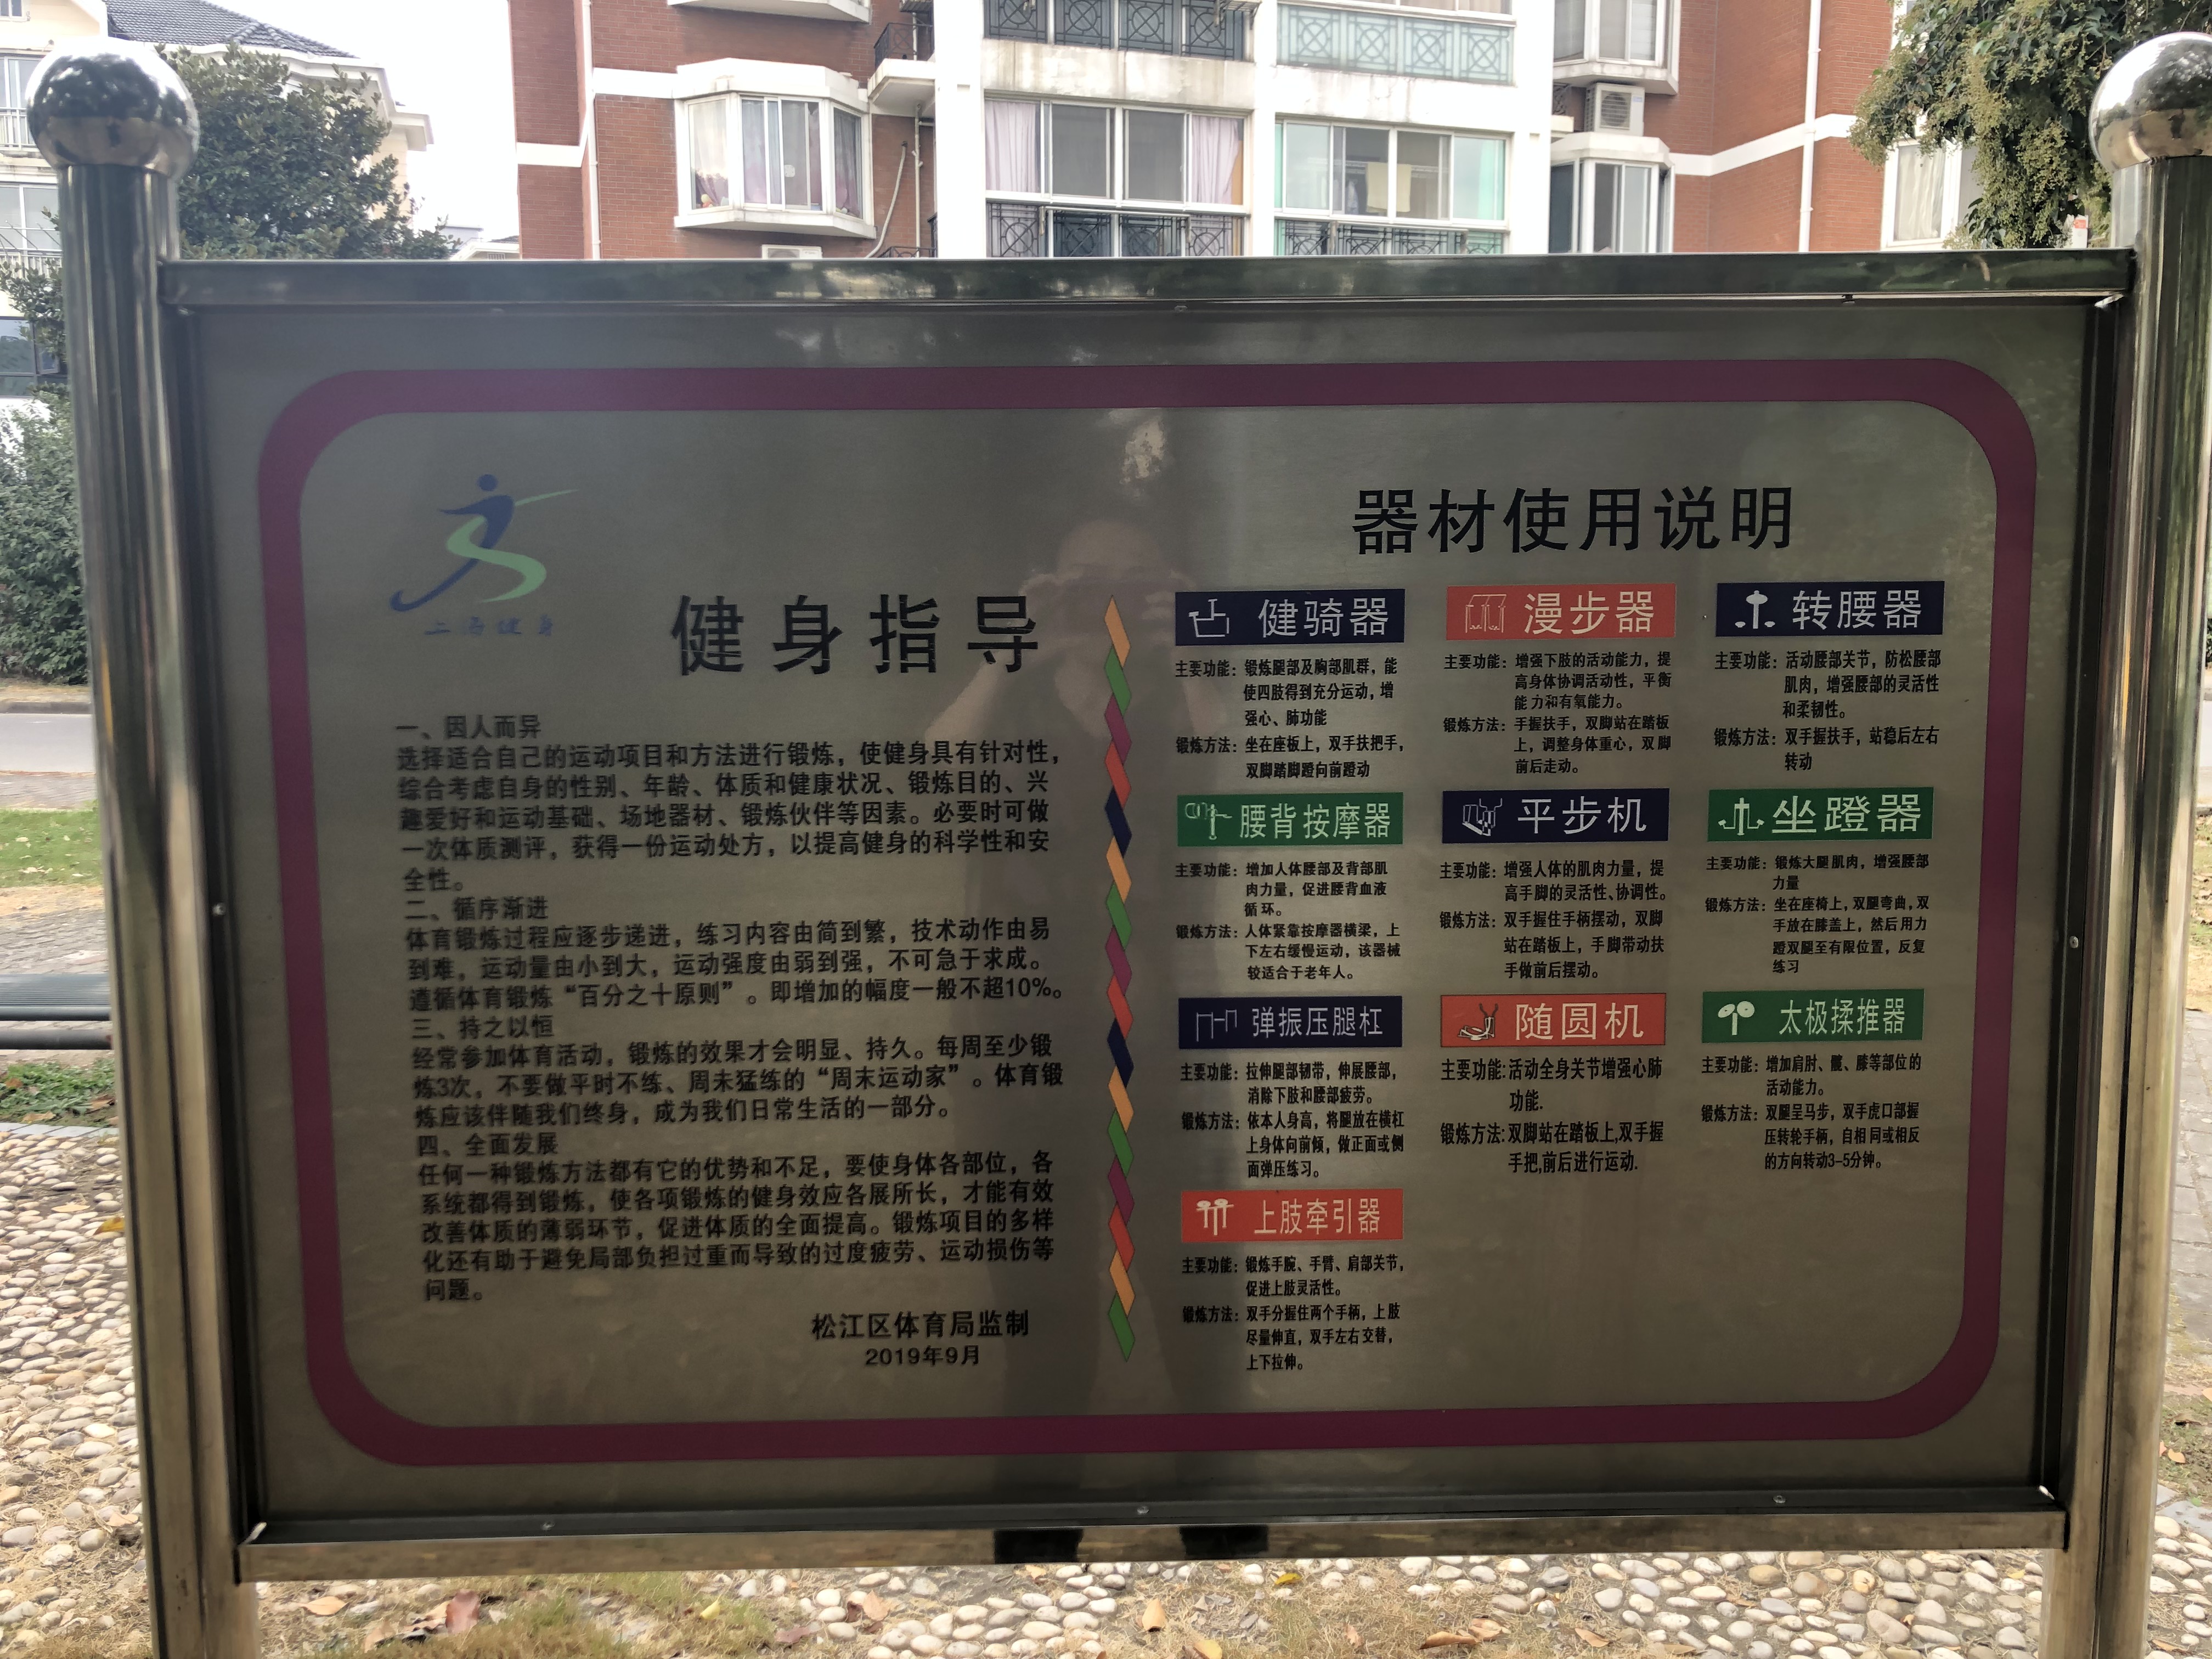 上海健身
健身指导
一、因人而异
选择适合自己的运动项目和方法进行锻炼，使健身具有针对性，
综合考虑自身的性别、年龄、体质和健康状况、锻炼目的、兴
趣爱好和运动基础、场地器材、锻炼伙伴等因素。必要时可做
一次体质测评，获得一份运动处方，以提高健身的科学性和安
全性。
二、循序渐进
体育锻炼过程应逐步递进，练习内容由简到繁，技术动作由易
到难，运动量由小到大，运动强度由弱到强，不可急于求成。
遵循体育锻炼“百分之十原则”。即增加的幅度一般不超10%。
三、持之以恒
经常参加体育活动，锻炼的效果才会明显、持久。每周至少锻
炼3次，不要做平时不练、周未猛练的“周末运动家”。体育锻
炼应该伴随我们终身，成为我们日常生活的一部分。
四、全面发展
任何一种锻炼方法都有它的优势和不足，要使身体各部位，各
系统都得到锻炼，使各项锻炼的健身效应各展所长，才能有效
改善体质的薄弱环节，促进体质的全面提高。锻炼项目的多样
化还有助于避免局部负担过重而导致的过度疲劳、运动损伤等
问题。
松江区体育局监制
2019年9月
器材使用说明
健骑器
主要功能：锻炼腿部及胸部肌群，能
使四肢得到充分运动，增
强心、肺功能
锻炼方法：坐在座板上，双手扶把手，
双脚踏脚蹬向前蹬动
漫步器
主要功能：增强下肢的活动能力，提
高身体协调活动性，平衡
能力和有氧能力。
锻炼方法：手握扶手，双脚站在踏板
上，调整身体重心，双脚
前后走动。
转腰器
主要功能：活动腰部关节，防松腰部
肌肉，增强腰部的灵活性
和柔韧性。
锻炼方法：双手握扶手，站稳后左右
转动
腰背按摩器
主要功能：增加人体腰部及背部肌
肉力量，促进腰背血液
循环。
锻炼方法：人体紧靠按摩器横梁，上
下左右缓慢运动，该器械
较适合于老年人。
平步机
主要功能：增强人体的肌肉力量，提
高手脚的灵活性、协调性。
锻炼方法：双手握住手柄摆动，双脚
站在踏板上，手脚带动扶
手做前后摆动。
坐蹬器
主要功能：锻炼大腿肌肉，增强腰部
力量
锻炼方法：坐在座椅上，双腿弯曲，双
手放在膝盖上，然后用力
蹬双腿至有限位置，反复
练习
弹振压腿杠
主要功能：拉伸腿部韧带，伸展腰部，
消除下肢和腰部疲劳。
锻炼方法：依本人身高，将腿放在横杠
上身体向前倾，做正面或侧
面弹压练习。
随圆机
主要功能:活动全身关节增强心肺
功能.
锻炼方法:双脚站在踏板上,双手握
手把,前后进行运动.
太极揉推器
主要功能：增加肩肘、髋、膝等部位的
活动能力。
锻炼方法：双腿呈马步，双手虎口部握
压转轮手柄，自相同或相反
的方向转动3-5分钟。
上肢牵引器
主要功能：锻炼手腕、手臂、肩部关节，
促进上肢灵活性。
锻炼方法：双手分握住两个手柄，上肢
尽量伸直，双手左右交替，
上下拉伸。